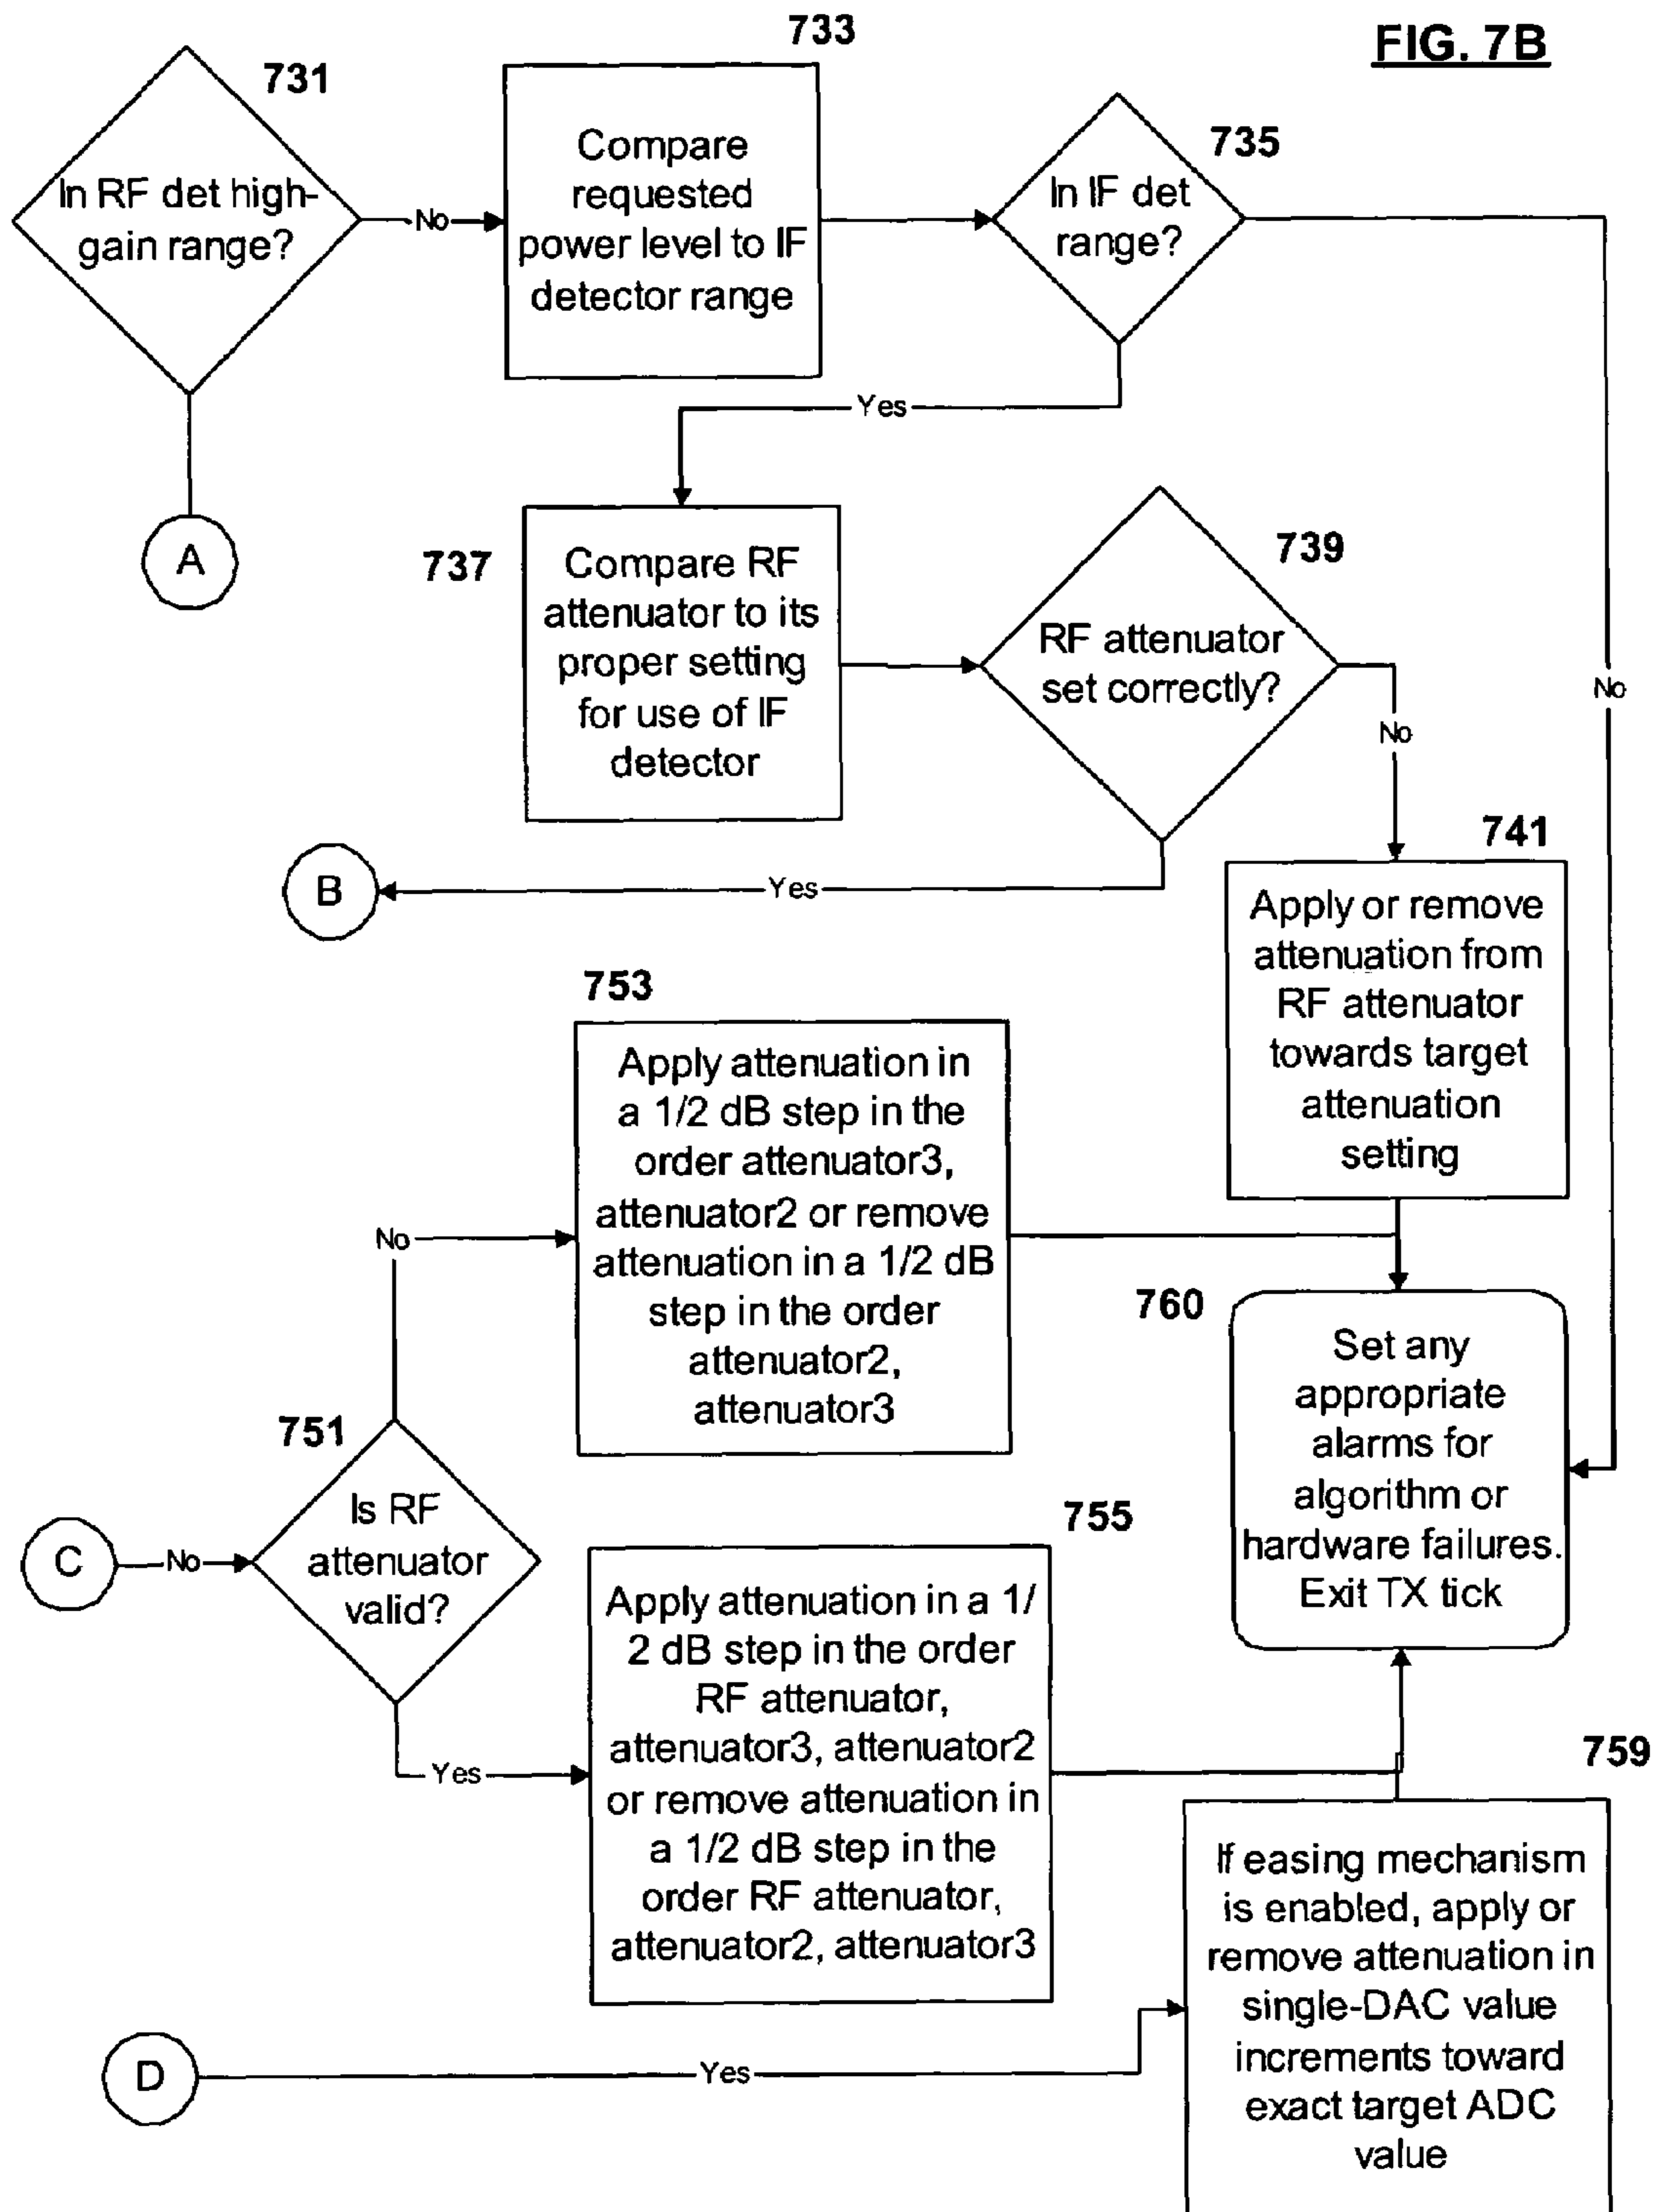 FIG. 7B
731
In RF det high-
gain range?
No
733
Compare
requested
power level to IF
detector range
735
In IF det
range?
No
Yes
A
737
Compare RF
attenuator to its
proper setting
for use of IF
detector
739
RF attenuator
set correctly?
No
Yes
B
741
Apply or remove
attenuation from
RF attenuator
towards target
attenuation
setting
753
Apply attenuation in
a 1/2 dB step in the
order attenuator3,
attenuator2 or remove
attenuation in a 1/2 dB
step in the order
attenuator2,
attenuator3
No
760
Set any
appropriate
alarms for
algorithm or
hardware failures.
Exit TX tick
751
Is RF
attenuator
valid?
C
No
Yes
755
Apply attenuation in a 1/
2 dB step in the order
RF attenuator,
attenuator3, attenuator2
or remove attenuation in
a 1/2 dB step in the
order RF attenuator,
attenuator2, attenuator3
759
If easing mechanism
is enabled, apply or
remove attenuation in
single-DAC value
increments toward
exact target ADC
value
D
Yes